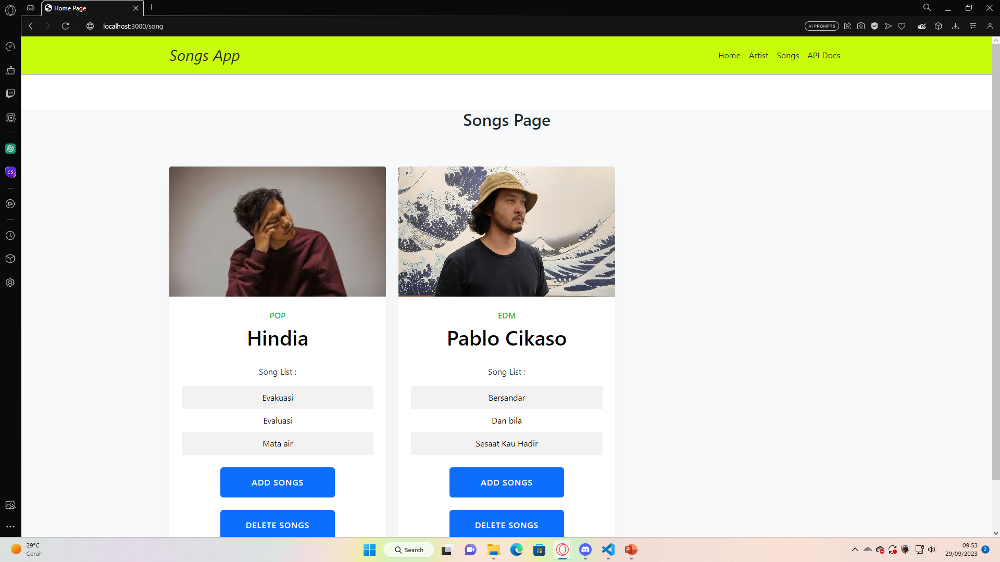 Home Page
localhost:3000/song
AI PROMPTS
Songs App
Home Artist Songs API Docs
Songs Page
POP
Hindia
Song List :
Evakuasi
Evaluasi
Mata air
ADD SONGS
DELETE SONGS
EDM
Pablo Cikaso
Song List :
Bersandar
Dan bila
Sesaat Kau Hadir
ADD SONGS
DELETE SONGS
CS
29°C
Cerah
Search
09:53
29/09/2023
2